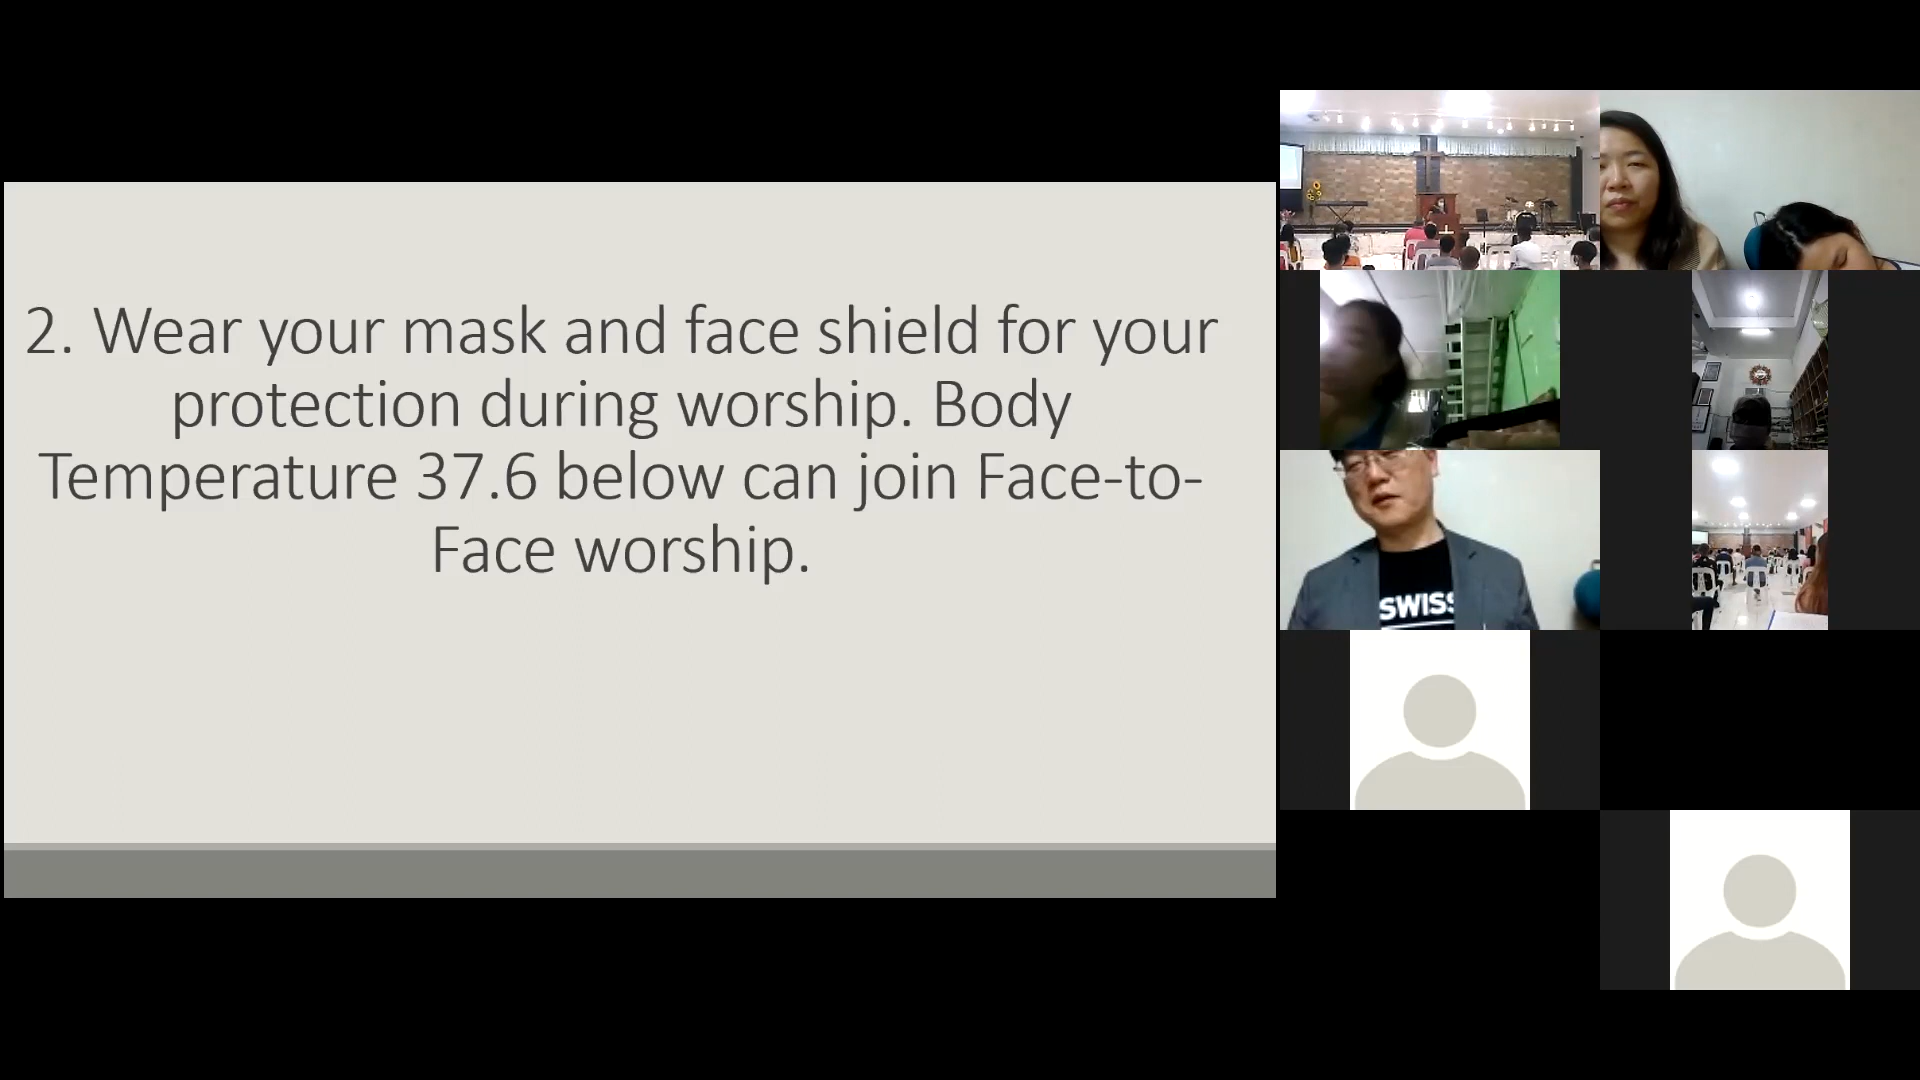 2. Wear your mask and face shield for your
protection during worship. Body
Temperature 37.6 below can join Face-to-
Face worship.
SWISS